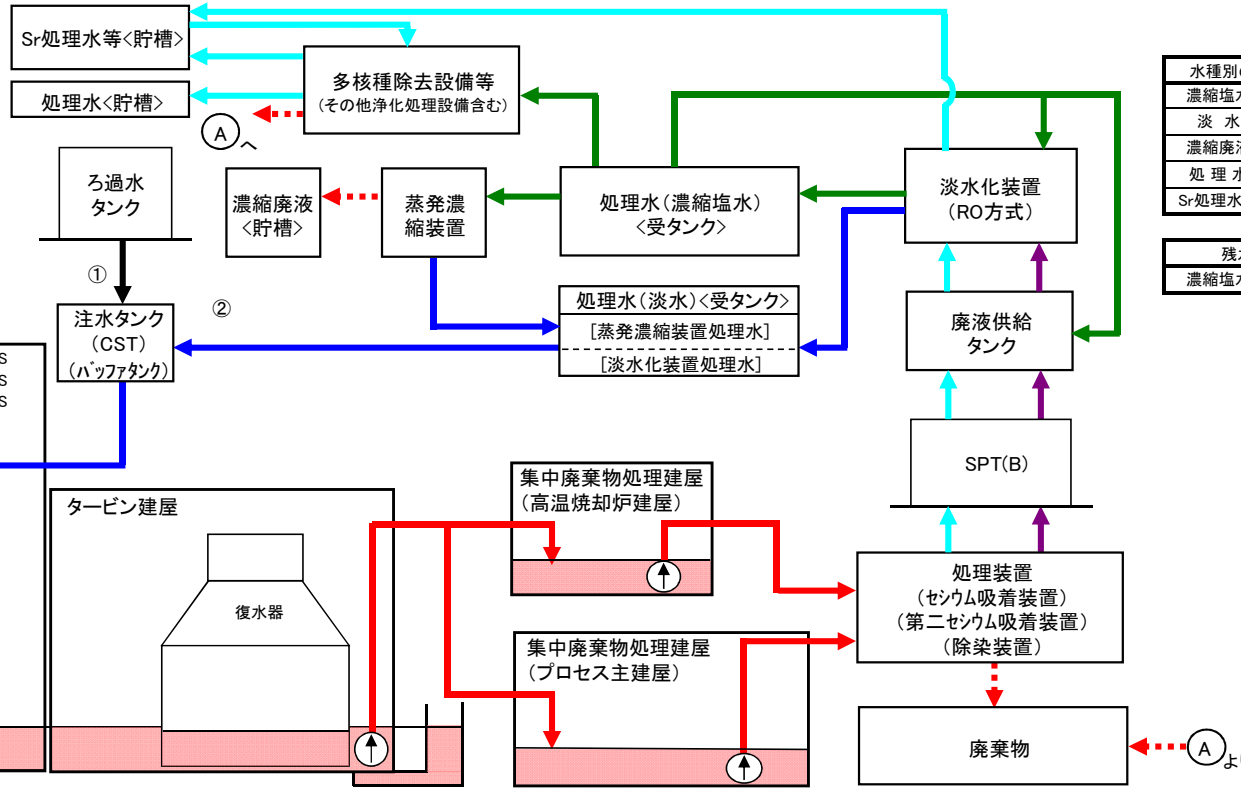 Sr処理水等<貯槽>
処理水<貯槽>
多核種除去設備等
(その他浄化処理設備含む)
A
へ
ろ過水
タンク
濃縮廃液
<貯槽>
蒸発濃
縮装置
処理水(濃縮塩水)
<受タンク>
淡水化装置
(RO方式)
水種別
濃縮塩
淡 水
濃縮廃
処 理
Sr処理水
残
濃縮塩
①
②
注水タンク
(CST)
(バッファタンク)
処理水(淡水)<受タンク>
[蒸発濃縮装置処理水]
[淡水化装置処理水]
廃液供給
タンク
S
S
S
SPT(B)
タービン建屋
復水器
集中廃棄物処理建屋
(高温焼却炉建屋)
集中廃棄物処理建屋
(プロセス主建屋)
処理装置
(セシウム吸着装置)
(第二セシウム吸着装置)
(除染装置)
廃棄物
A
より